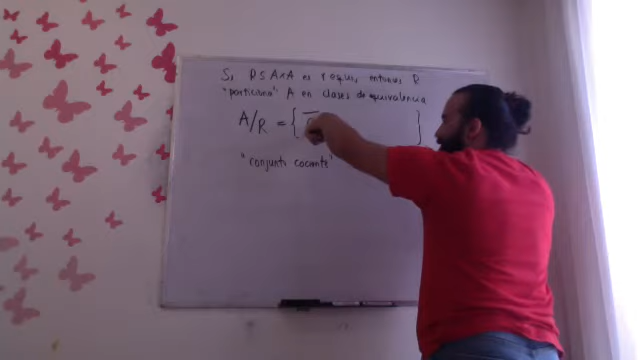 Si R ⊆ A×A es r equiv, entonces R
"particiona" A en clases de equivalencia
A/R = { }
"conjunto cociente"